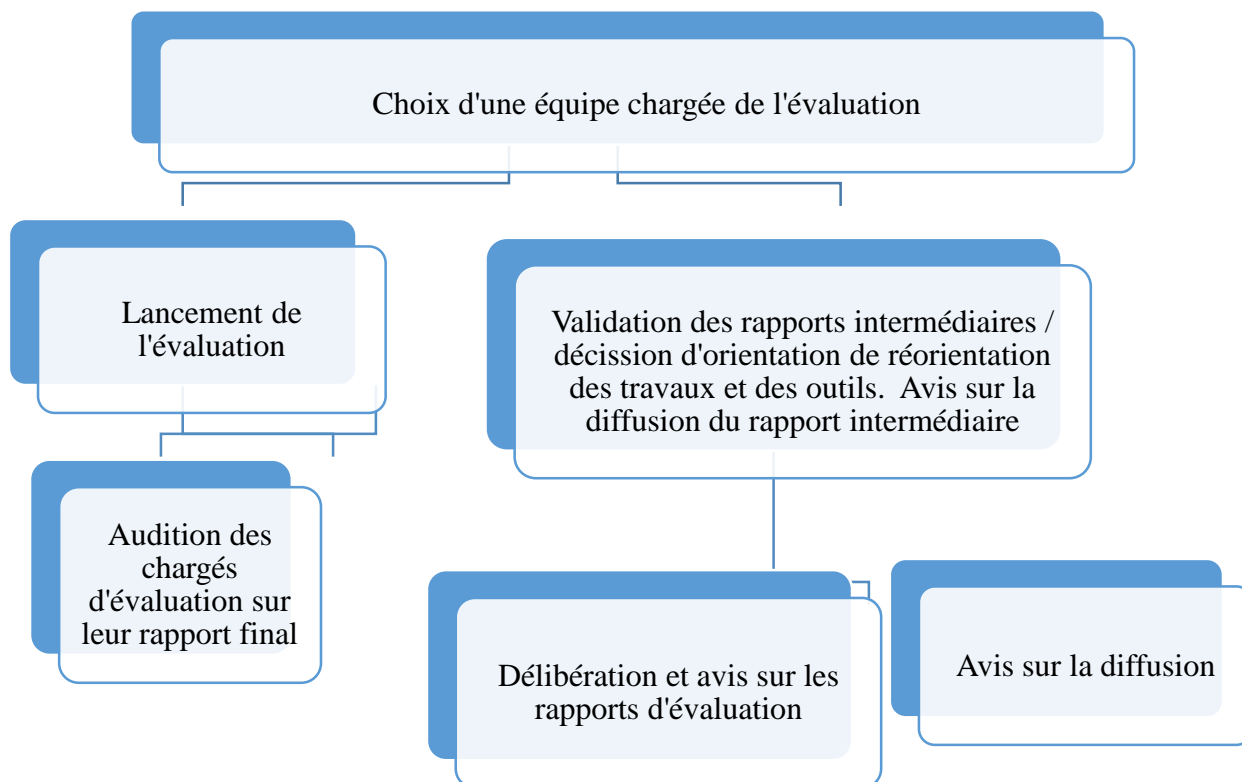 Choix d'une équipe chargée de l'évaluation
Lancement de
l'évaluation
Validation des rapports intermédiaires /
décission d'orientation de réorientation
des travaux et des outils.  Avis sur la
diffusion du rapport intermédiaire
Audition des
chargés
d'évaluation sur
leur rapport final
Délibération et avis sur les
rapports d'évaluation
Avis sur la diffusion